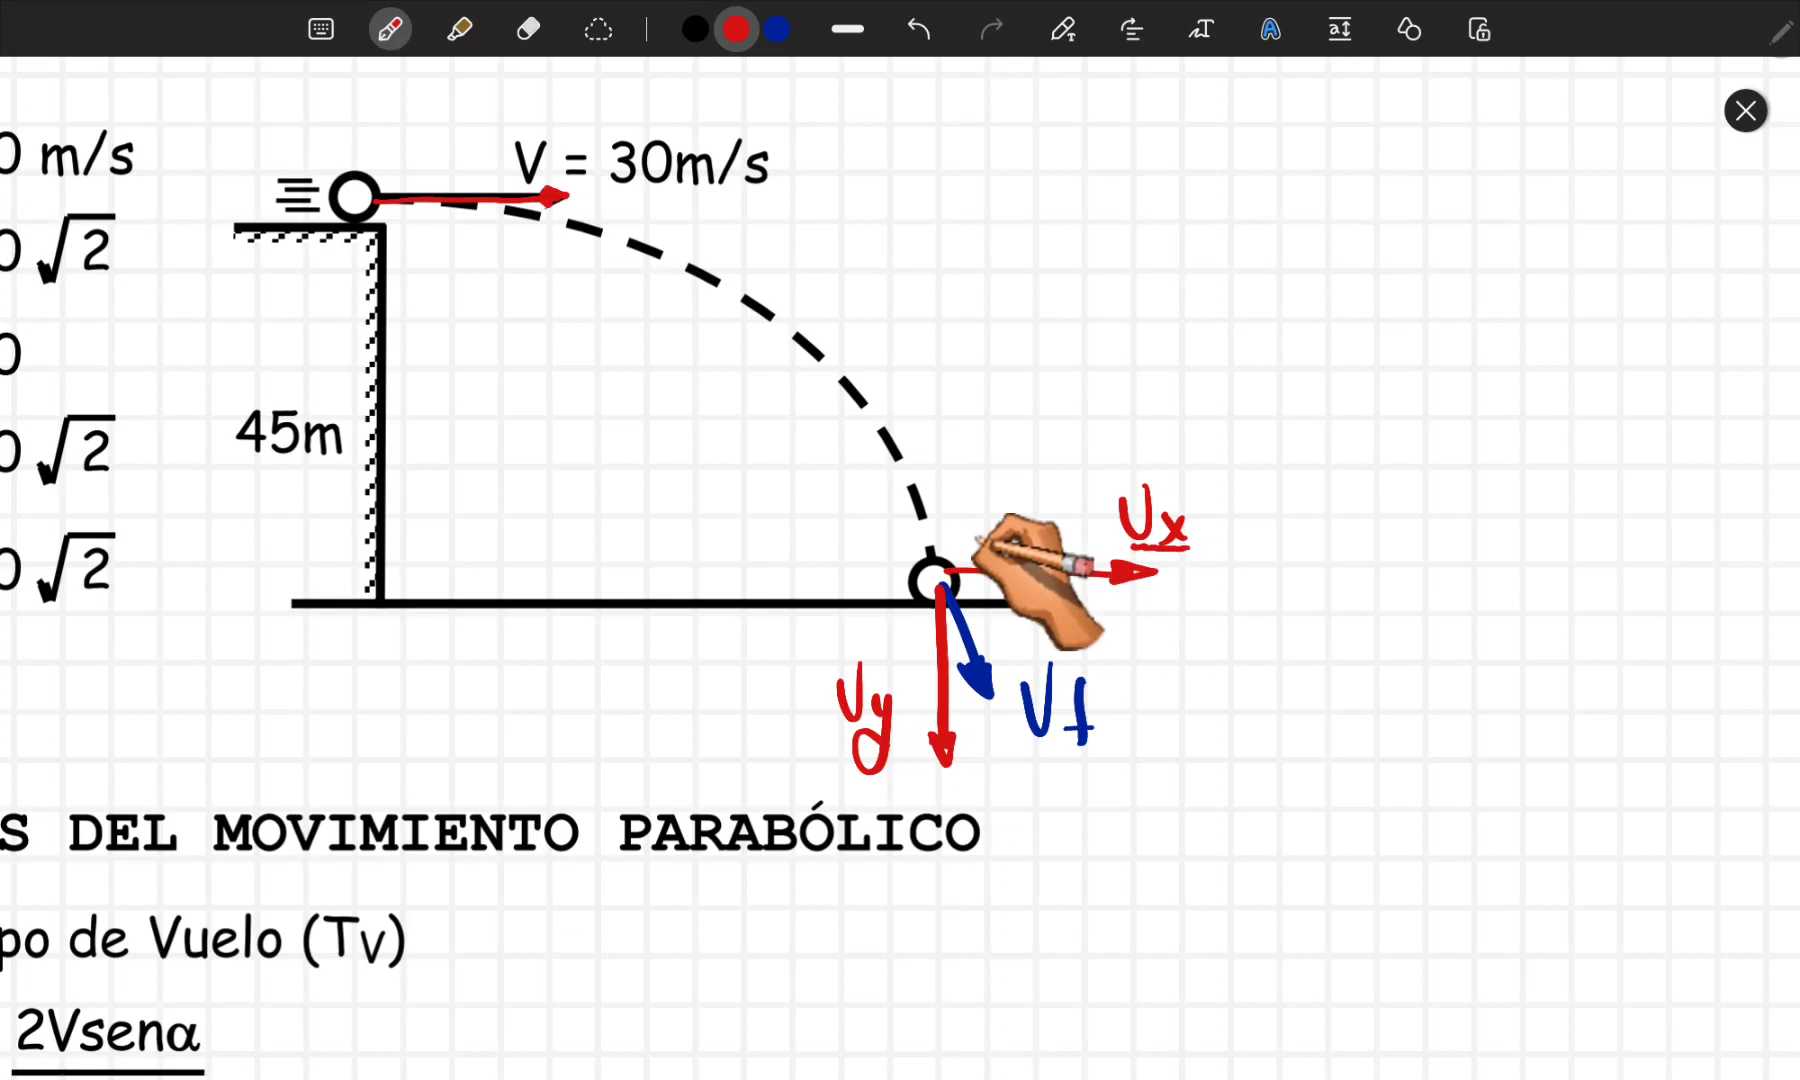 0 m/s
V = 30m/s
0 √2
0
45m
0 √2
Vx
0 √2
Vy
Vf
S DEL MOVIMIENTO PARABÓLICO
po de Vuelo (Tv)
2Vsenα